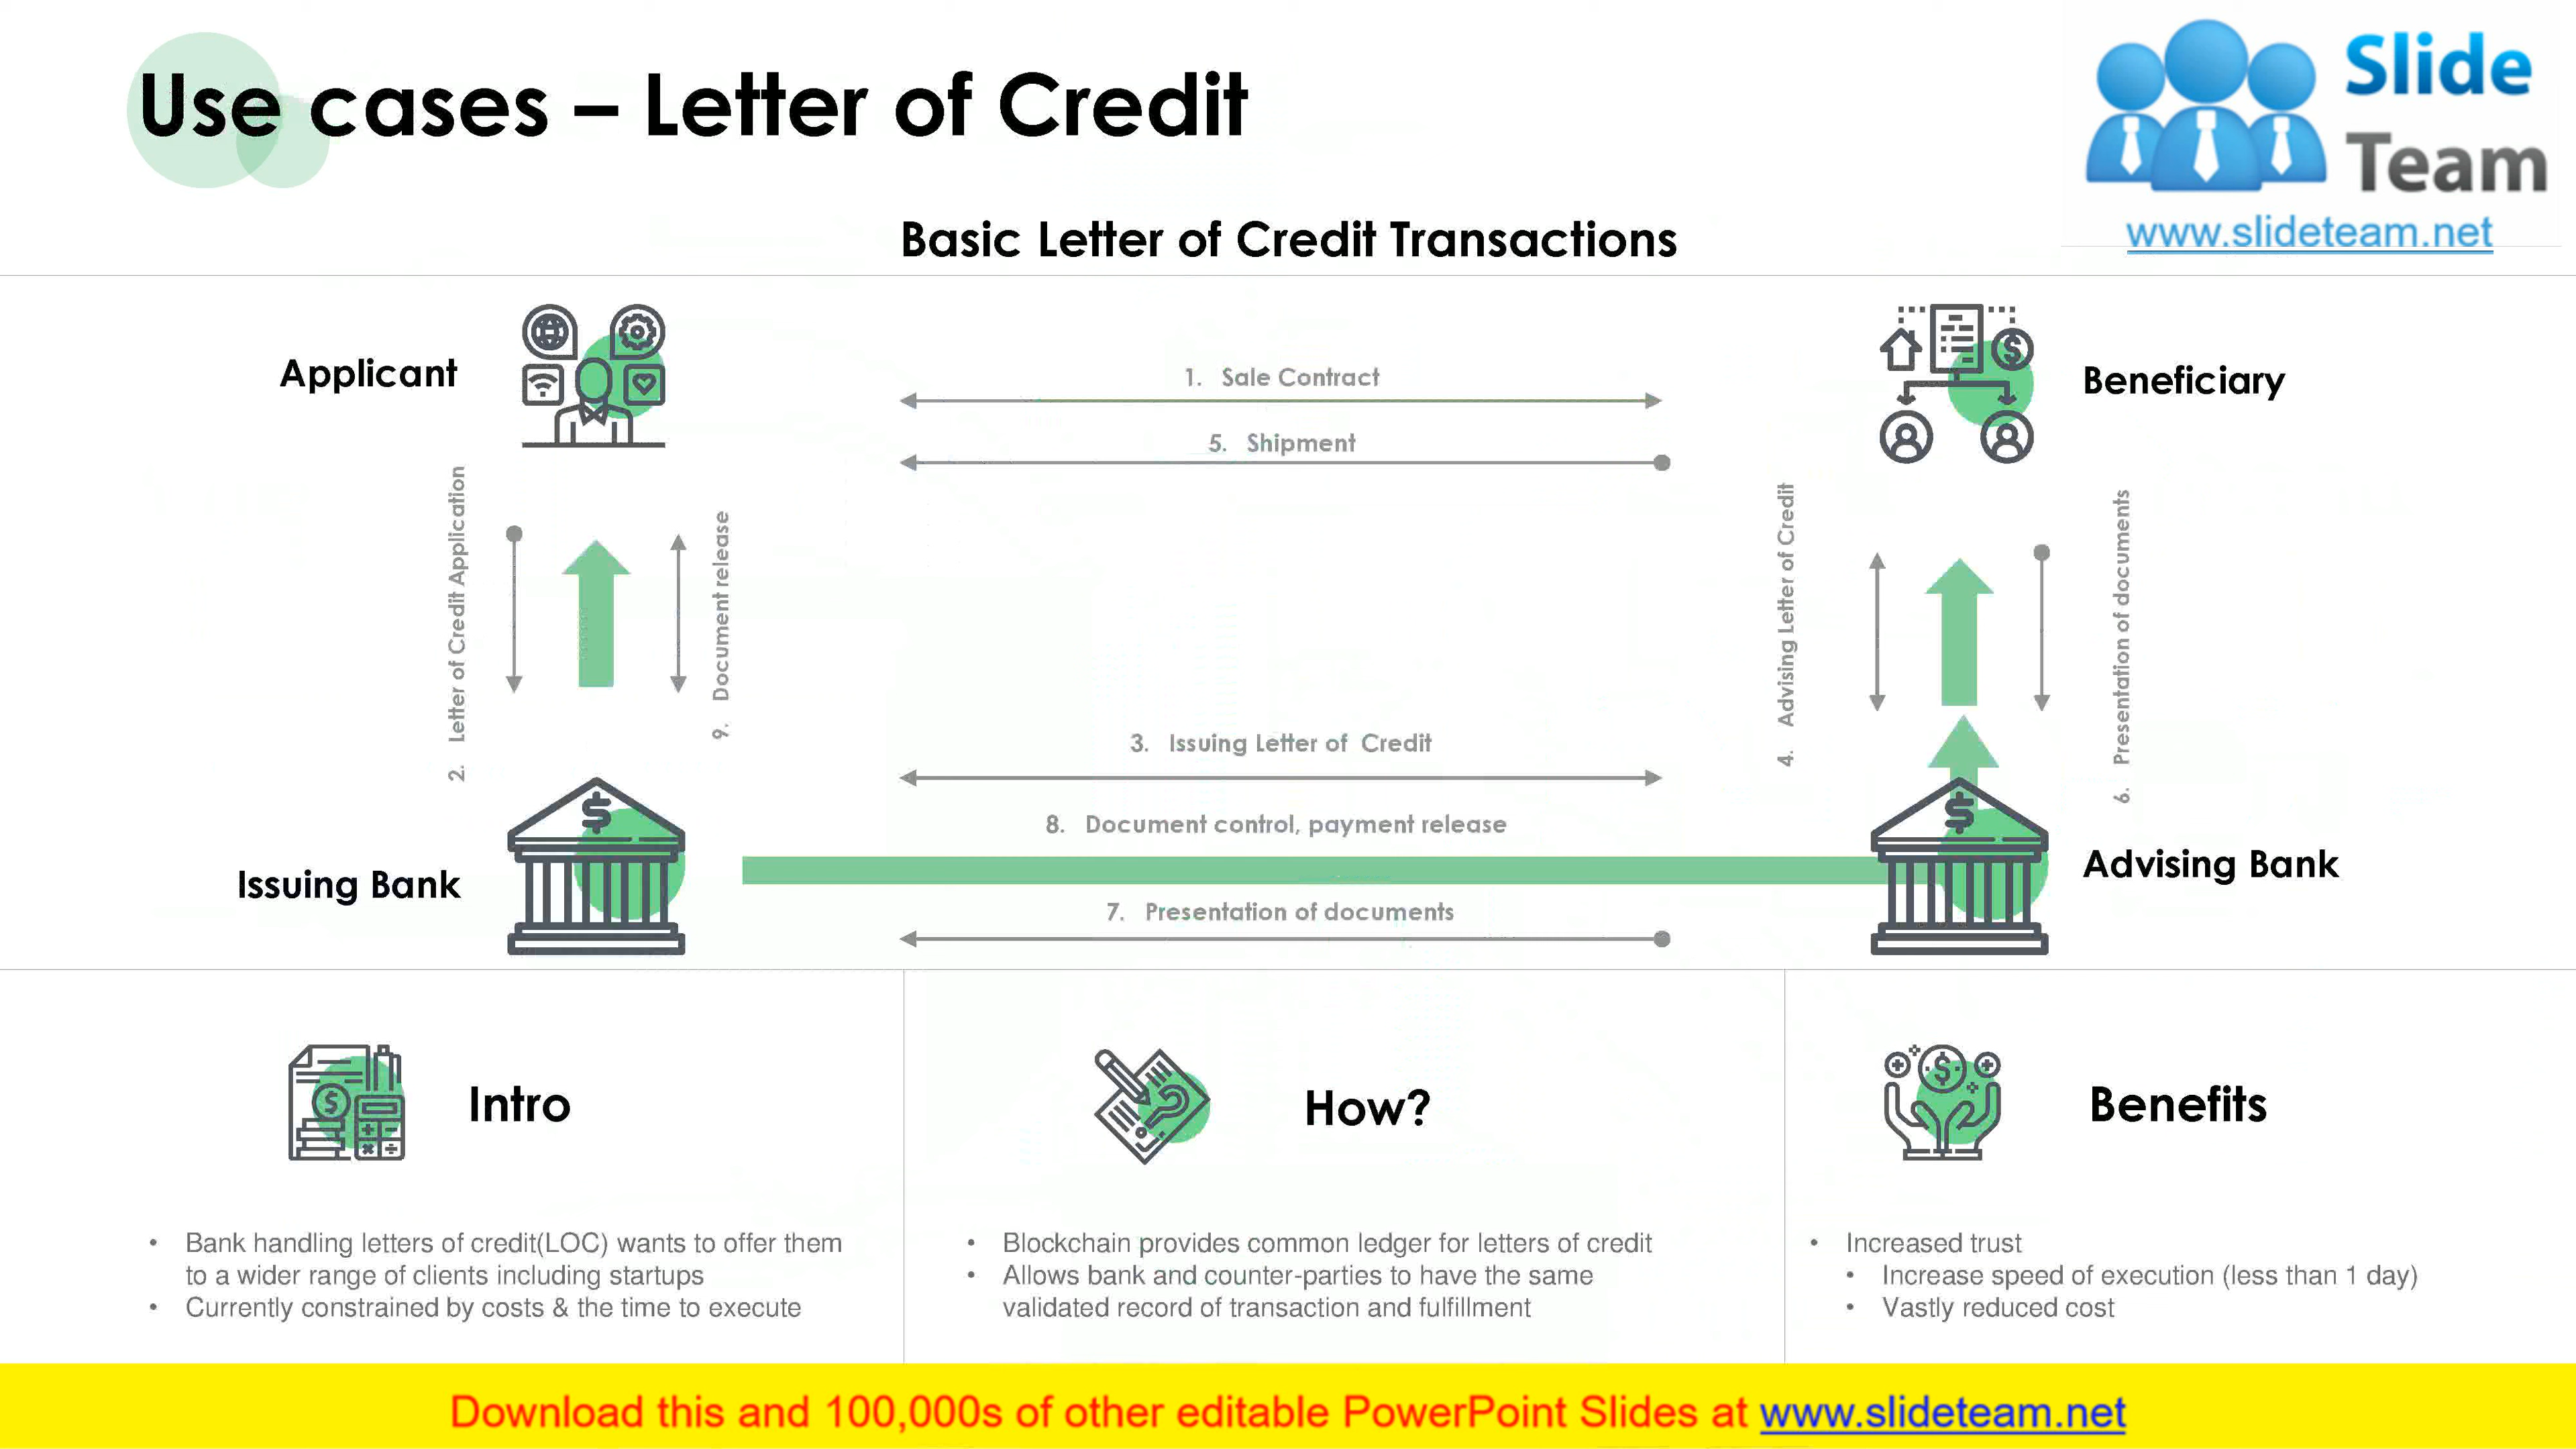 Use cases – Letter of Credit
Slide
Team
www.slideteam.net
Basic Letter of Credit Transactions
Applicant
1. Sale Contract
5. Shipment
Beneficiary
2. Letter of Credit Application
9. Document release
4. Advising Letter of Credit
6. Presentation of documents
3. Issuing Letter of Credit
8. Document control, payment release
Issuing Bank
$
$
Advising Bank
7. Presentation of documents
Intro
How?
Benefits
• Bank handling letters of credit(LOC) wants to offer them
to a wider range of clients including startups
• Currently constrained by costs & the time to execute
• Blockchain provides common ledger for letters of credit
• Allows bank and counter-parties to have the same
validated record of transaction and fulfillment
• Increased trust
• Increase speed of execution (less than 1 day)
• Vastly reduced cost
Download this and 100,000s of other editable PowerPoint Slides at www.slideteam.net